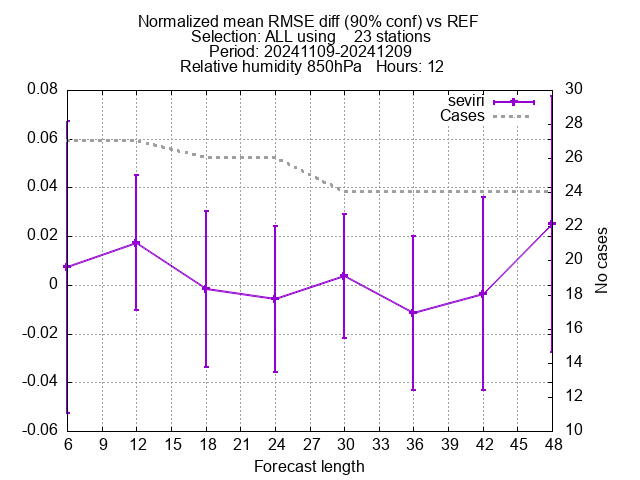 Normalized mean RMSE diff (90% conf) vs REF
Selection: ALL using    23 stations
Period: 20241109-20241209
Relative humidity 850hPa   Hours: 12
seviri
Cases
0.08
0.06
0.04
0.02
0
-0.02
-0.04
-0.06
30
28
26
24
22
20
18
16
14
12
10
No cases
6 9 12 15 18 21 24 27 30 33 36 39 42 45 48
Forecast length